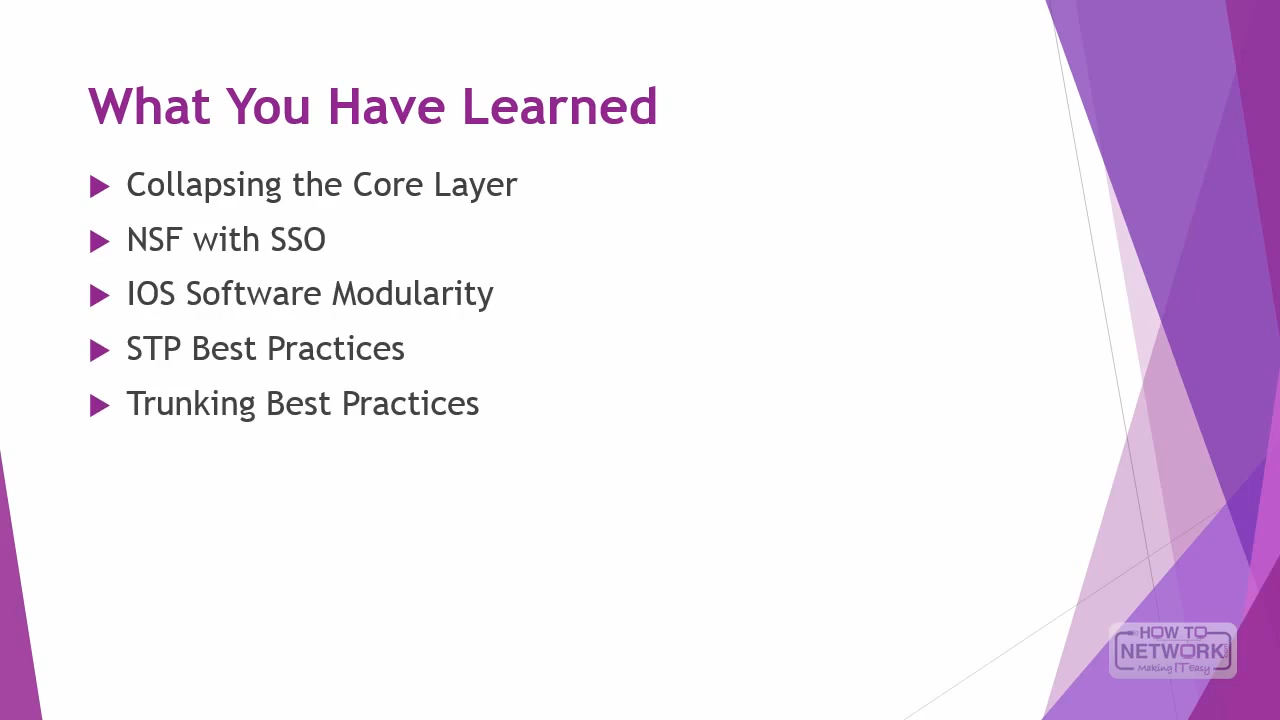 What You Have Learned
Collapsing the Core Layer
NSF with SSO
IOS Software Modularity
STP Best Practices
Trunking Best Practices
HOW TO
NETWORK
Making IT Easy